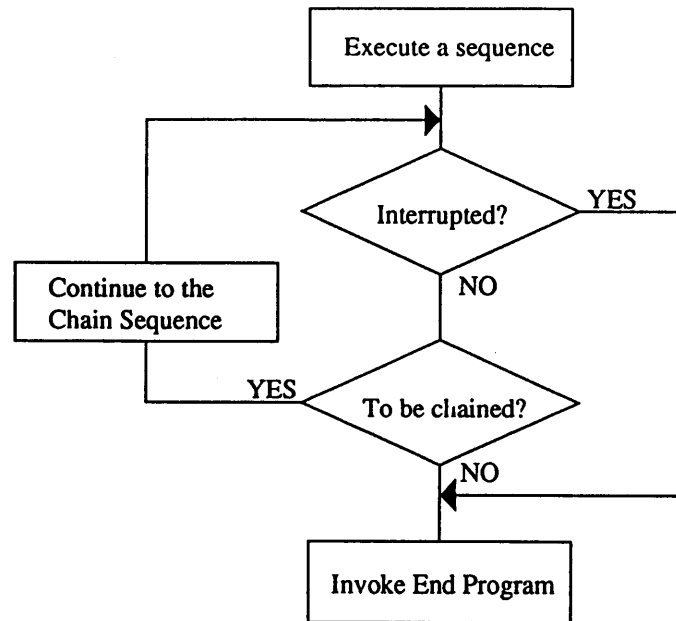 Execute a sequence
Interrupted?
YES
NO
Continue to the
Chain Sequence
YES
To be chained?
NO
Invoke End Program